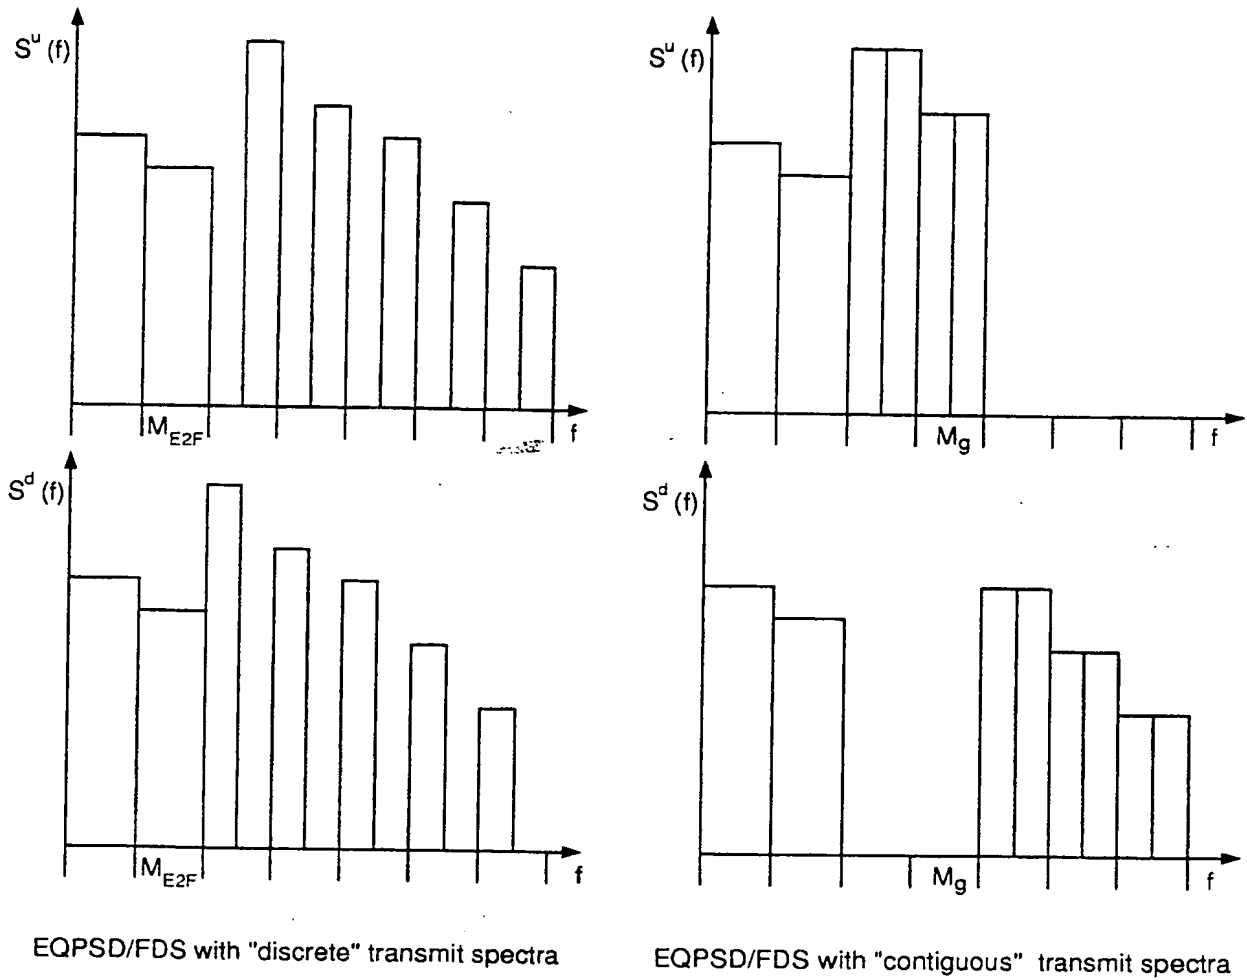 S^u (f)
M_E2F
f
S^u (f)
M_g
f
S^d (f)
M_E2F
f
S^d (f)
M_g
f
EQPSD/FDS with "discrete" transmit spectra
EQPSD/FDS with "contiguous" transmit spectra